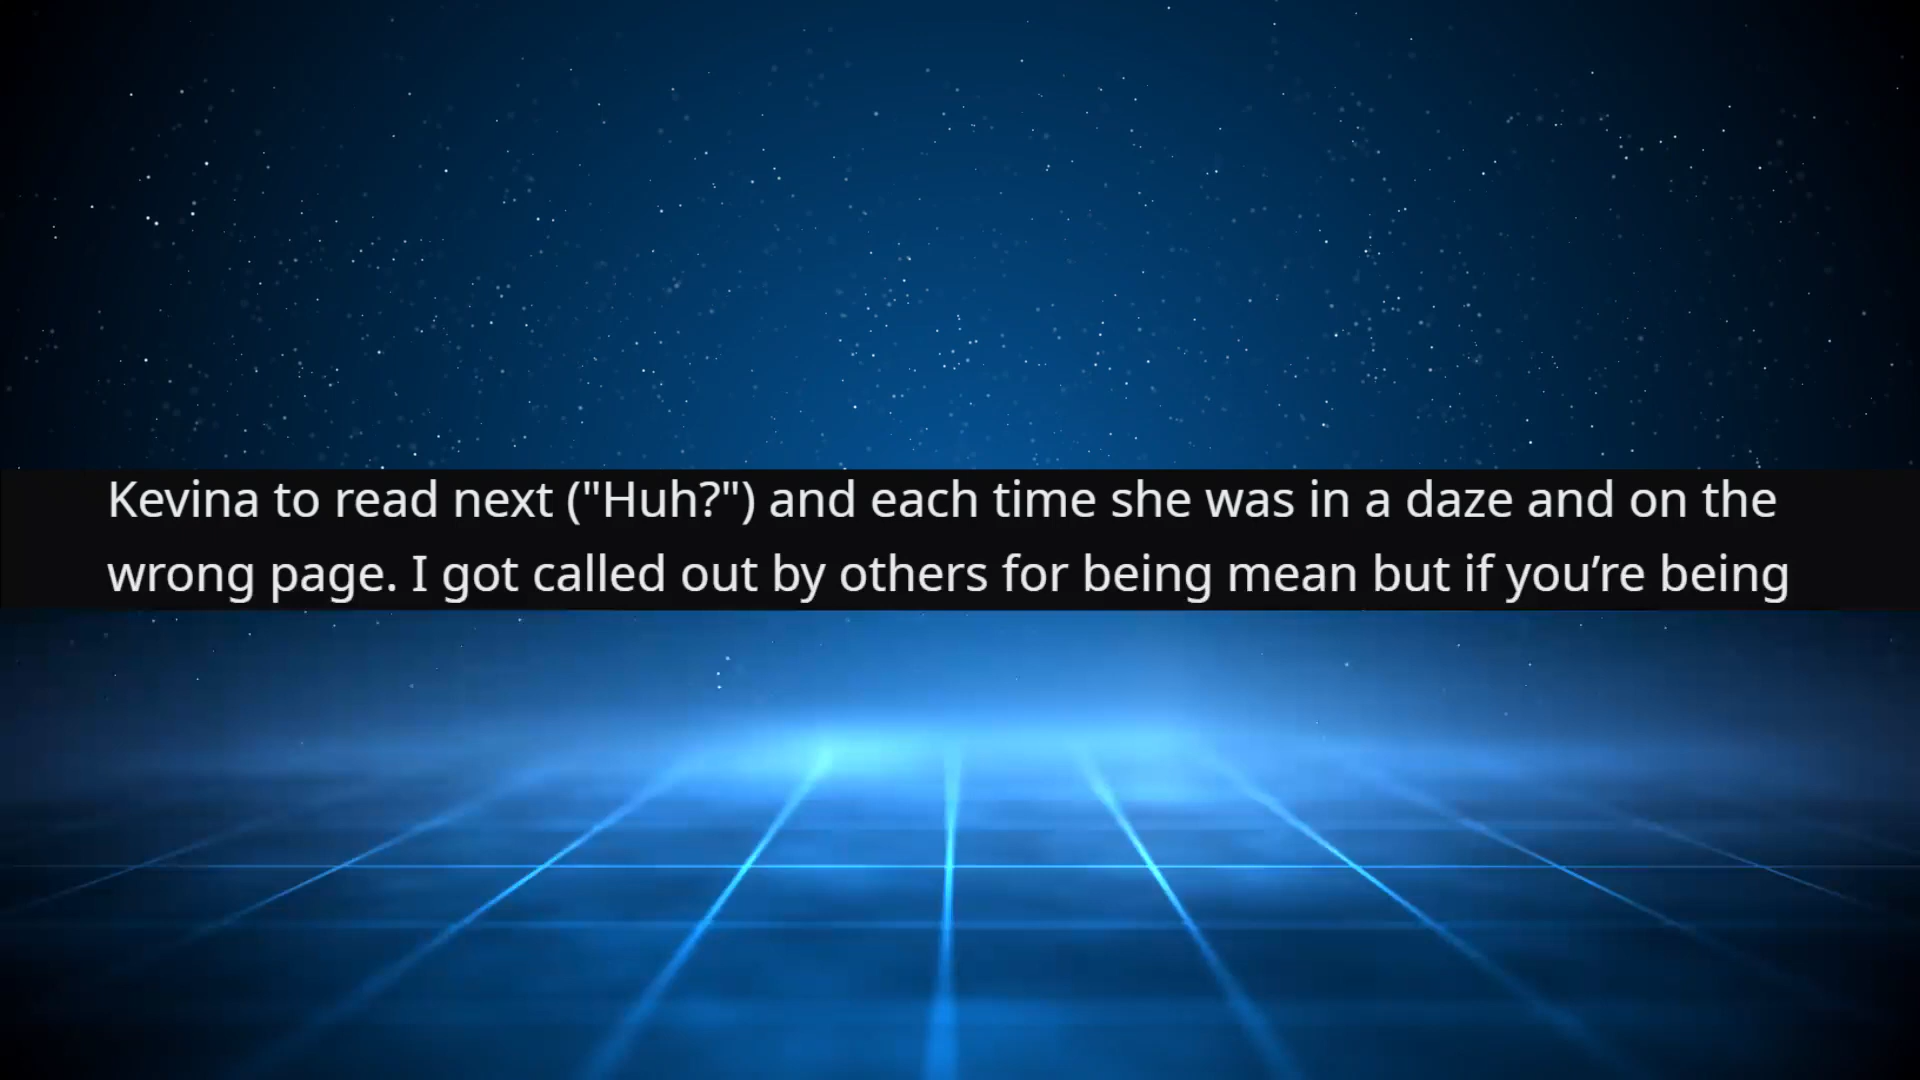 Kevina to read next ("Huh?") and each time she was in a daze and on the
wrong page. I got called out by others for being mean but if you’re being